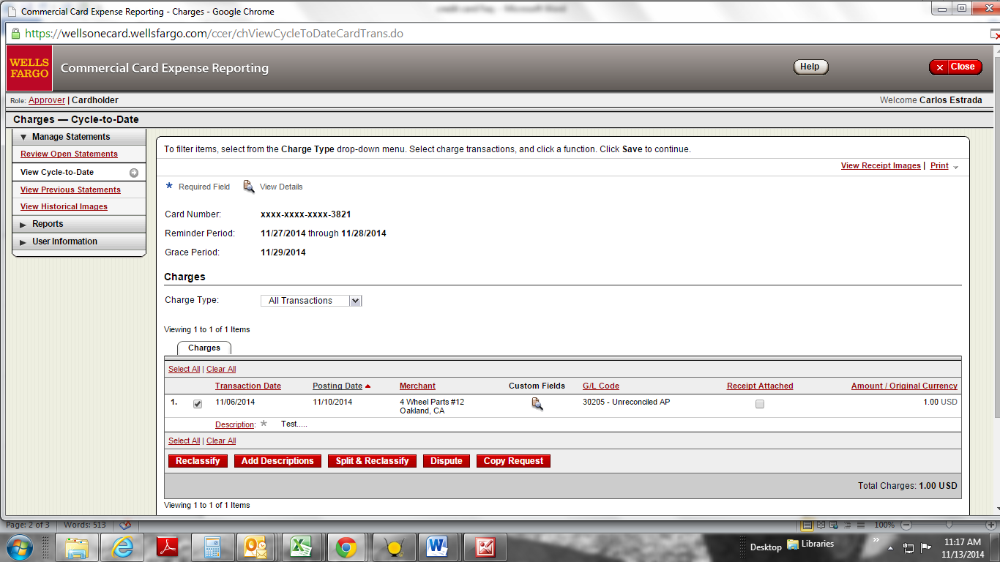 Commercial Card Expense Reporting - Charges - Google Chrome
https://wellsonecard.wellsfargo.com/ccer/chViewCycleToDateCardTrans.do
WELLS FARGO
Commercial Card Expense Reporting
Help
Close
Role: Approver | Cardholder
Welcome Carlos Estrada
Charges — Cycle-to-Date
Manage Statements
Review Open Statements
View Cycle-to-Date
View Previous Statements
View Historical Images
Reports
User Information
To filter items, select from the Charge Type drop-down menu. Select charge transactions, and click a function. Click Save to continue.
View Receipt Images | Print
* Required Field View Details
Card Number: xxxx-xxxx-xxxx-3821
Reminder Period: 11/27/2014 through 11/28/2014
Grace Period: 11/29/2014
Charges
Charge Type: All Transactions
Viewing 1 to 1 of 1 Items
Charges
Select All | Clear All
Transaction Date Posting Date Merchant Custom Fields G/L Code Receipt Attached Amount / Original Currency
1. 11/06/2014 11/10/2014 4 Wheel Parts #12 30205 - Unreconciled AP 1.00 USD
Oakland, CA
Description: * Test.....
Select All | Clear All
Reclassify Add Descriptions Split & Reclassify Dispute Copy Request
Total Charges: 1.00 USD
Viewing 1 to 1 of 1 Items
Page: 2 of 3 Words: 513 100%
Desktop Libraries » 11:17 AM
11/13/2014